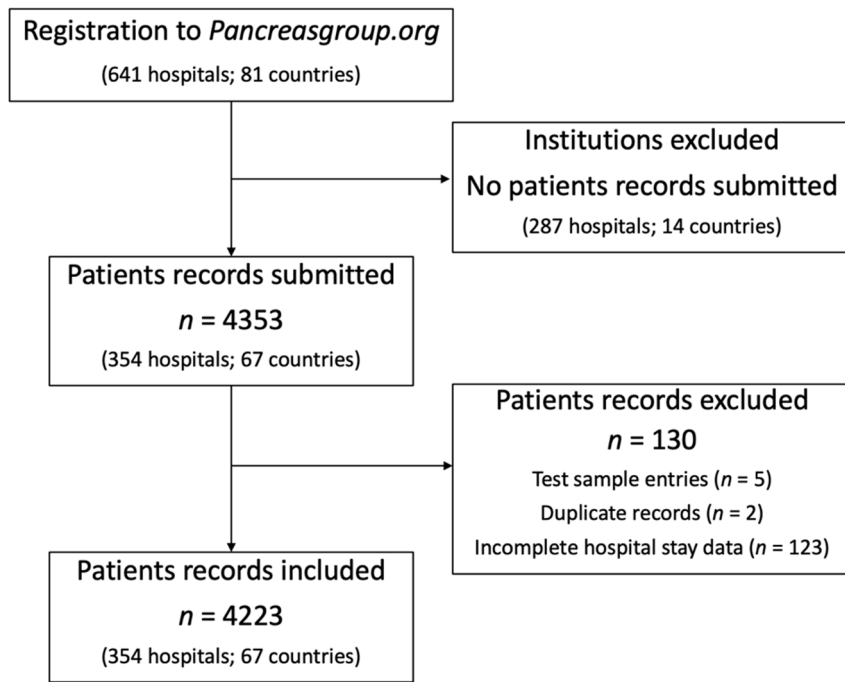 Registration to Pancreasgroup.org
(641 hospitals; 81 countries)
Institutions excluded
No patients records submitted
(287 hospitals; 14 countries)
Patients records submitted
n = 4353
(354 hospitals; 67 countries)
Patients records excluded
n = 130
Test sample entries (n = 5)
Duplicate records (n = 2)
Incomplete hospital stay data (n = 123)
Patients records included
n = 4223
(354 hospitals; 67 countries)